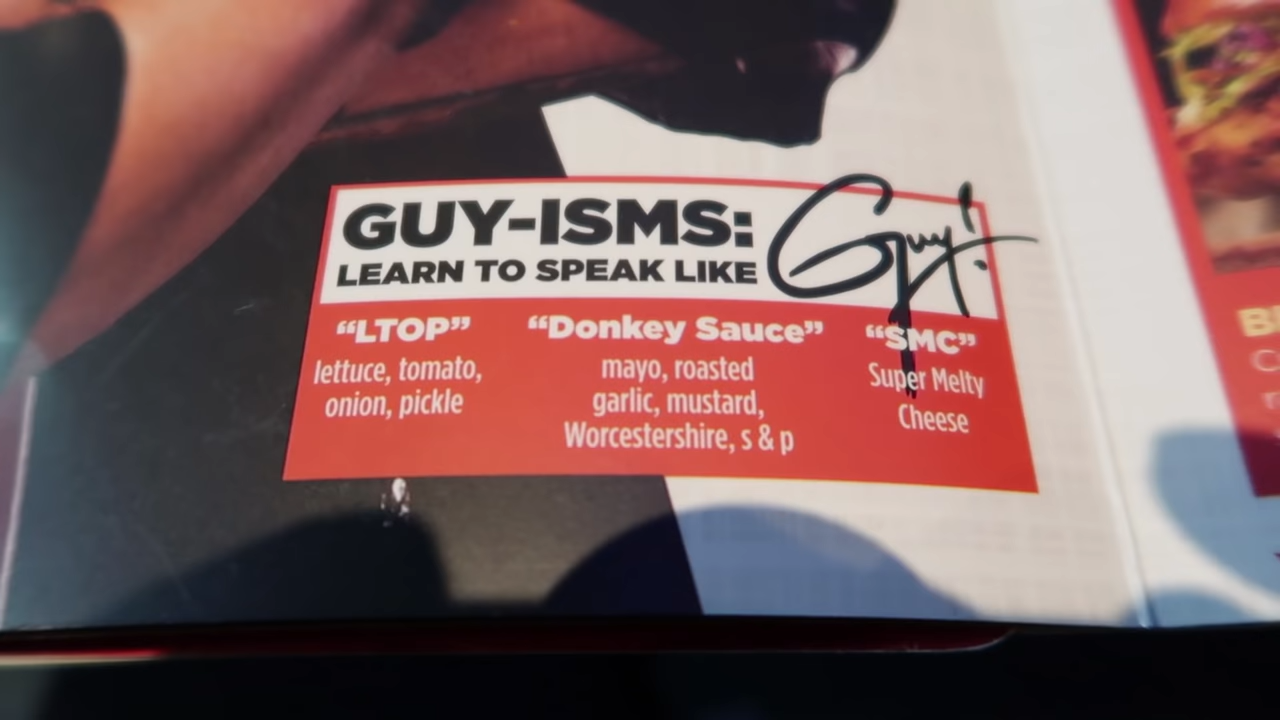 GUY-ISMS:
LEARN TO SPEAK LIKE Guy!
“LTOP”
lettuce, tomato,
onion, pickle
“Donkey Sauce”
mayo, roasted
garlic, mustard,
Worcestershire, s & p
“SMC”
Super Melty
Cheese